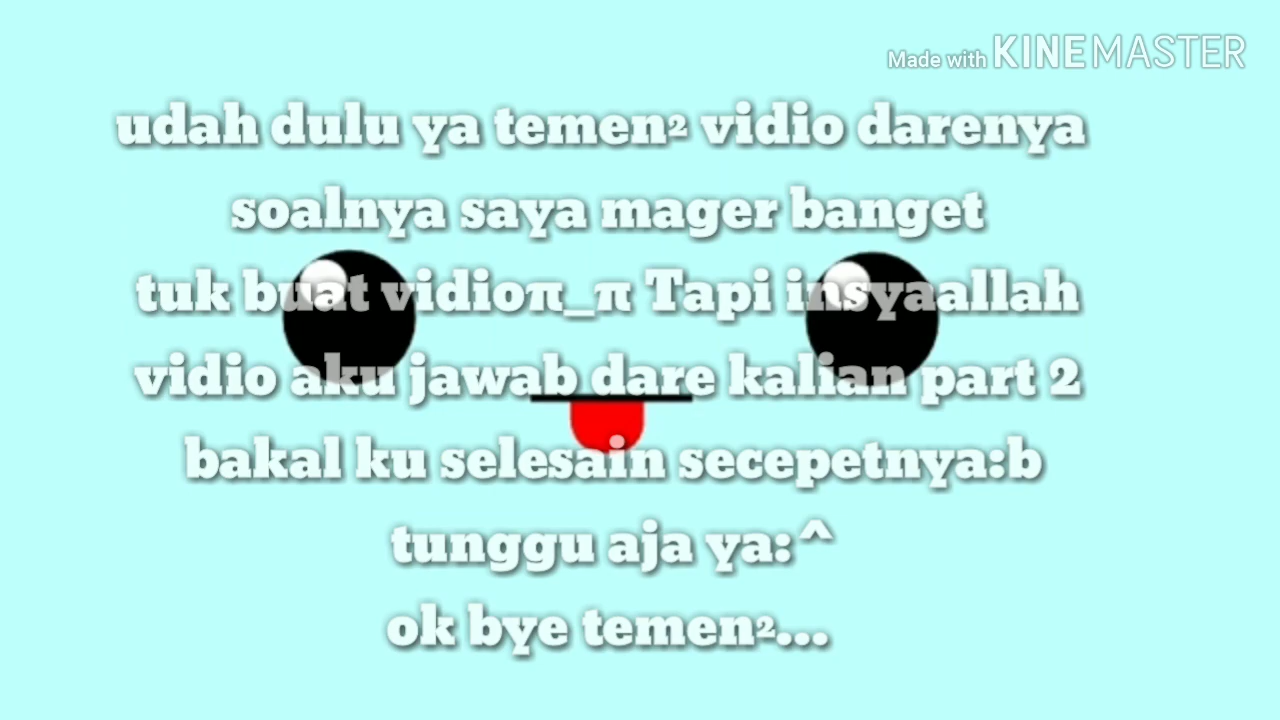 Made with KINEMASTER
udah dulu ya temen² vidio darenya
soalnya saya mager banget
tuk buat vidioπ_π Tapi insyaallah
vidio aku jawab dare kalian part 2
bakal ku selesain secepetnya:b
tunggu aja ya:^
ok bye temen²...